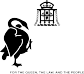 FOR THE QUEEN, THE LAW, AND THE PEOPLE